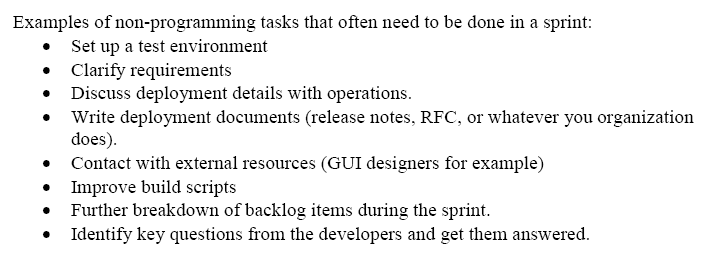 Examples of non-programming tasks that often need to be done in a sprint:
• Set up a test environment
• Clarify requirements
• Discuss deployment details with operations.
• Write deployment documents (release notes, RFC, or whatever you organization
does).
• Contact with external resources (GUI designers for example)
• Improve build scripts
• Further breakdown of backlog items during the sprint.
• Identify key questions from the developers and get them answered.